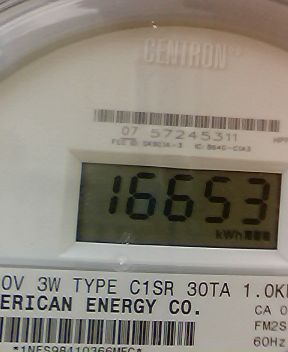 CENTRON
07 57245311
16653
kWh
0V 3W TYPE C1SR 30TA 1.0K
ERICAN ENERGY CO.
CA 0
FM2S
60Hz